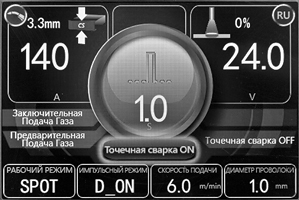 3.3mm
0%
RU
140
24.0
1.0
A
S
V
Заключительная
Подача Газа
Предварительная
Подача Газа
Точечная сварка ON
Точечная сварка OFF
РАБОЧИЙ РЕЖИМ
SPOT
ИМПУЛЬСНЫЙ РЕЖИМ
D_ON
СКОРОСТЬ ПОДАЧИ
6.0 m/min
ДИАМЕТР ПРОВОЛОКИ
1.0 mm